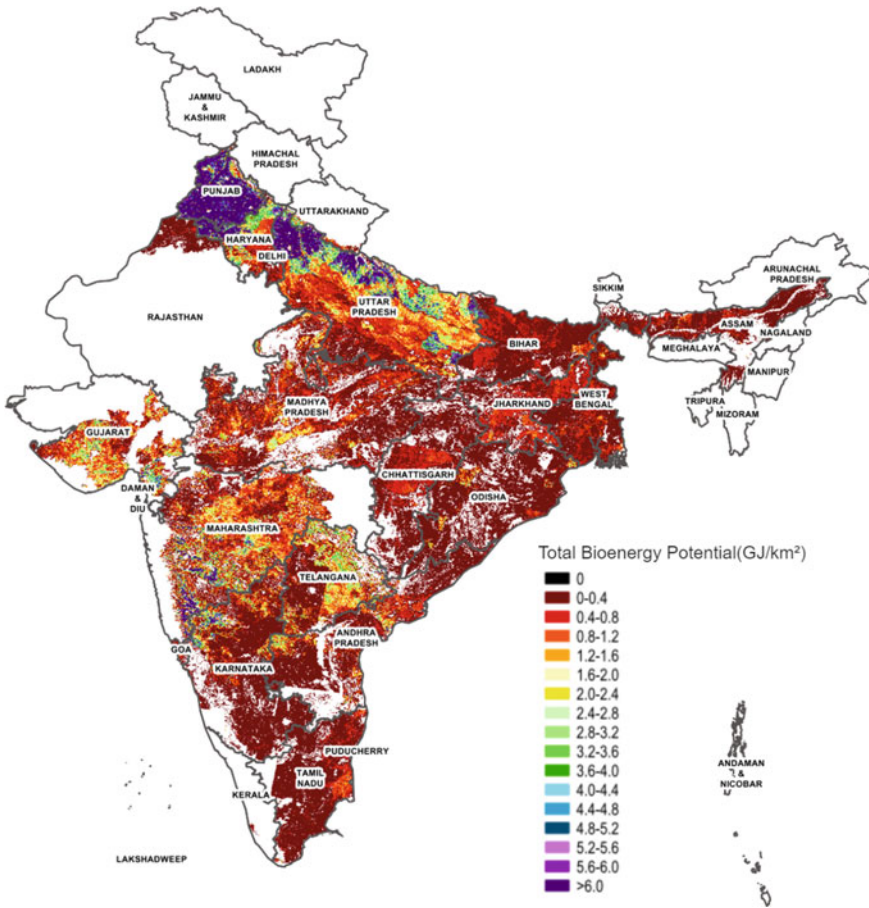 LADAKH
JAMMU
&
KASHMIR
HIMACHAL
PRADESH
PUNJAB
UTTARAKHAND
HARYANA
DELHI
ARUNACHAL
PRADESH
SIKKIM
UTTAR
PRADESH
RAJASTHAN
ASSAM
NAGALAND
BIHAR
MEGHALAYA
MANIPUR
TRIPURA
MIZORAM
MADHYA
PRADESH
JHARKHAND
WEST
BENGAL
GUJARAT
CHHATTISGARH
DAMAN
&
DIU
ODISHA
MAHARASHTRA
TELANGANA
Total Bioenergy Potential(GJ/km²)
0
0-0.4
0.4-0.8
0.8-1.2
1.2-1.6
1.6-2.0
2.0-2.4
2.4-2.8
2.8-3.2
3.2-3.6
3.6-4.0
4.0-4.4
4.4-4.8
4.8-5.2
5.2-5.6
5.6-6.0
>6.0
ANDHRA
PRADESH
GOA
KARNATAKA
PUDUCHERRY
TAMIL
NADU
KERALA
ANDAMAN
&
NICOBAR
LAKSHADWEEP